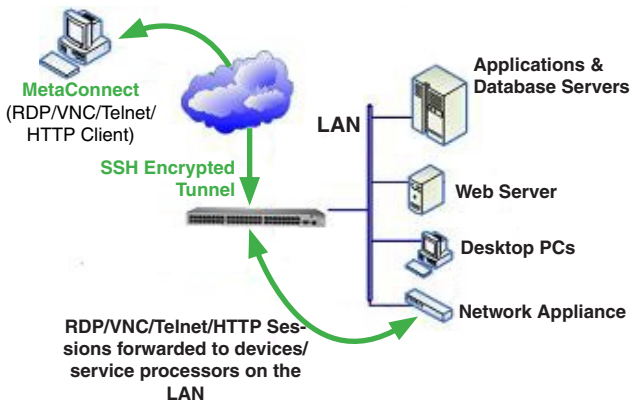 MetaConnect
(RDP/VNC/Telnet/
HTTP Client)
SSH Encrypted
Tunnel
LAN
Applications &
Database Servers
Web Server
Desktop PCs
Network Appliance
RDP/VNC/Telnet/HTTP Ses-
sions forwarded to devices/
service processors on the
LAN